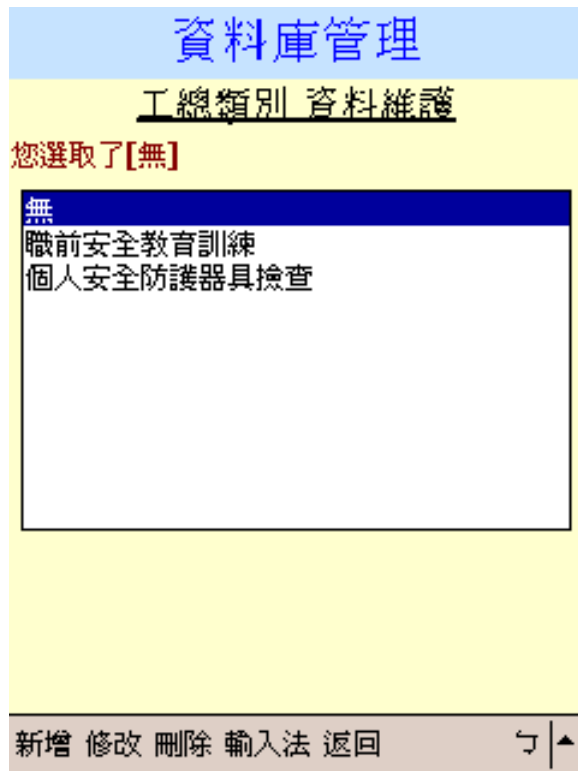 資料庫管理
工總類別 資料維護
您選取了[無]
無
職前安全教育訓練
個人安全防護器具撿查
新增 修改 刪除 輸入法 返回 ㄅ